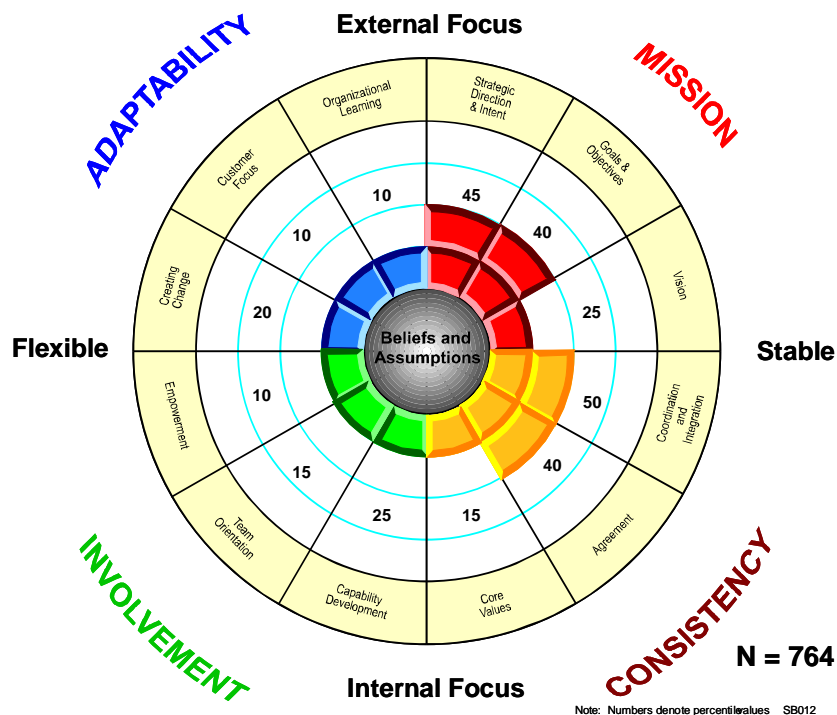 External Focus
ADAPTABILITY
MISSION
Organizational
Learning
Strategic
Direction
& Intent
Customer
Focus
Goals &
Objectives
Creating
Change
Vision
10
45
10
40
20
25
Flexible
Beliefs and
Assumptions
Stable
10
50
15
40
25
15
Empowerment
Coordination
and
Integration
Team
Orientation
Agreement
Capability
Development
Core
Values
INVOLVEMENT
CONSISTENCY
N = 764
Internal Focus
Note: Numbers denote percentile values SB012